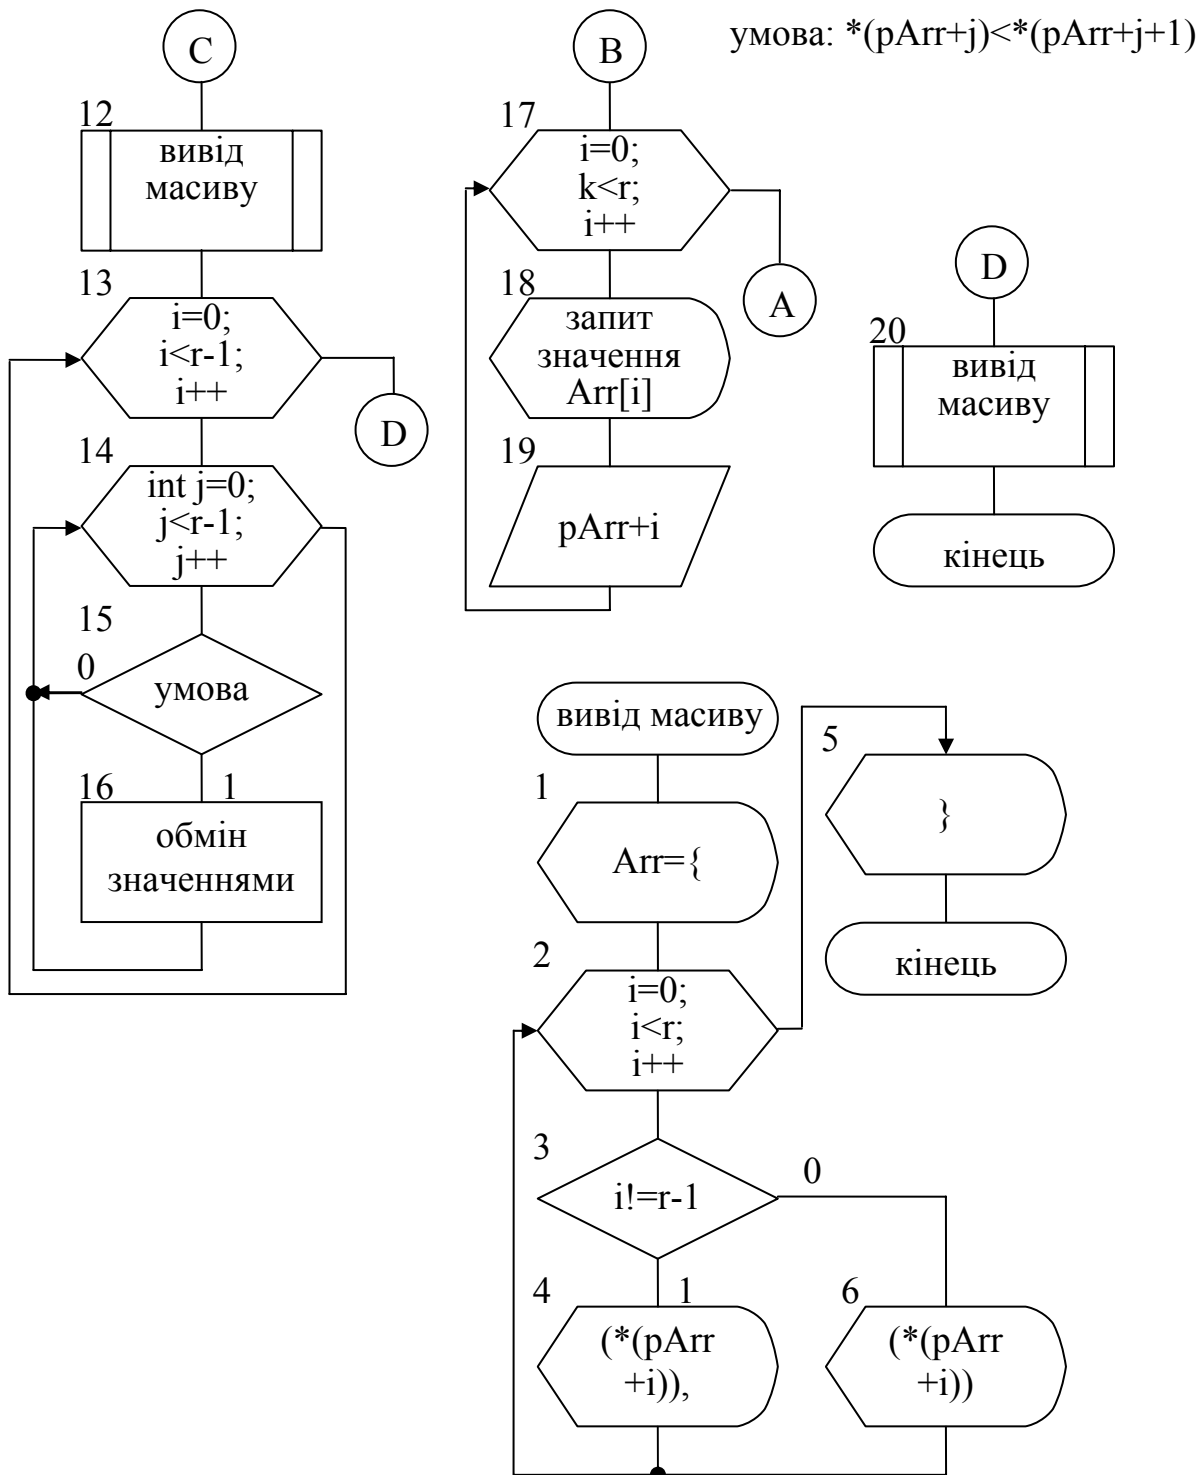 C
12
вивід
масиву
13
i=0;
i<r-1;
i++
D
14
int j=0;
j<r-1;
j++
15
0
умова
16
1
обмін
значеннями
B
умова: *(pArr+j)<*(pArr+j+1)
17
i=0;
k<r;
i++
A
18
запит
значення
Arr[i]
19
pArr+i
D
20
вивід
масиву
кінець
вивід масиву
1
Arr={
2
i=0;
i<r;
i++
3
i!=r-1
0
4
1
(*(pArr
+i)),
6
(*(pArr
+i))
5
}
кінець